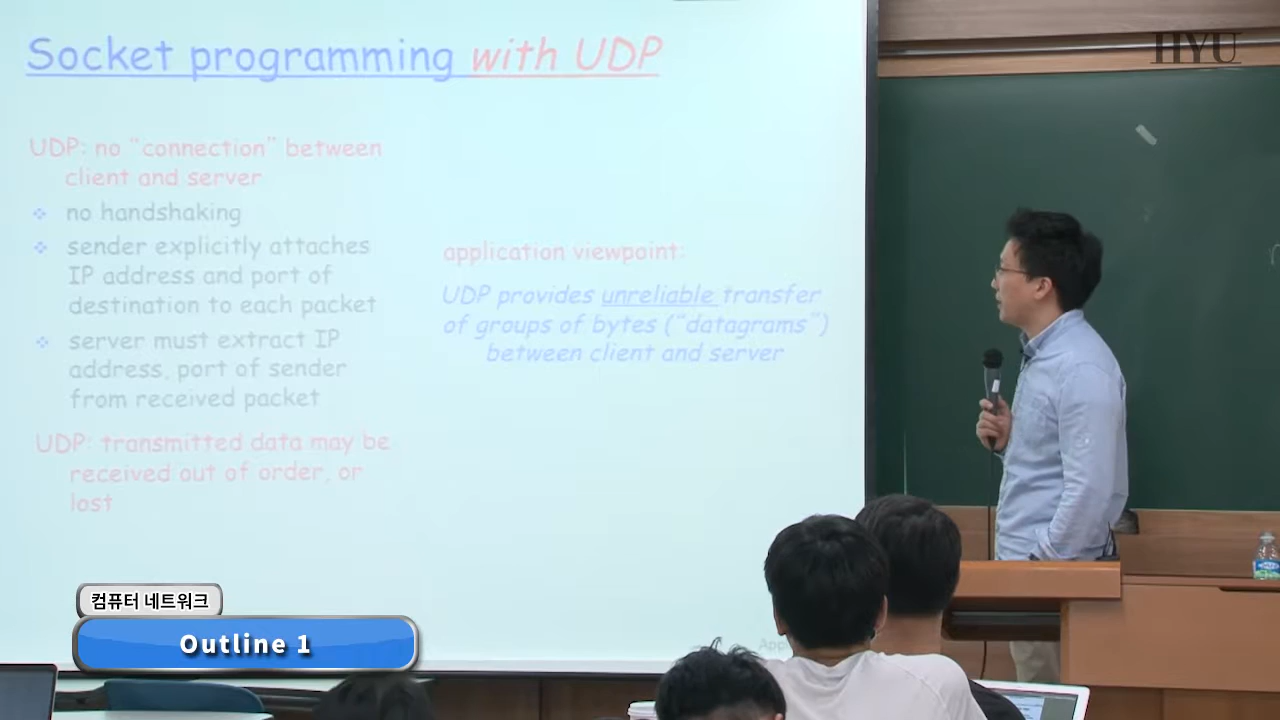 Socket programming with UDP
HYU
UDP: no “connection” between
client and server
no handshaking
sender explicitly attaches
IP address and port of
destination to each packet
server must extract IP
address, port of sender
from received packet
UDP: transmitted data may be
received out of order, or
lost
application viewpoint:
UDP provides unreliable transfer
of groups of bytes (“datagrams”)
between client and server
컴퓨터 네트워크
Outline 1